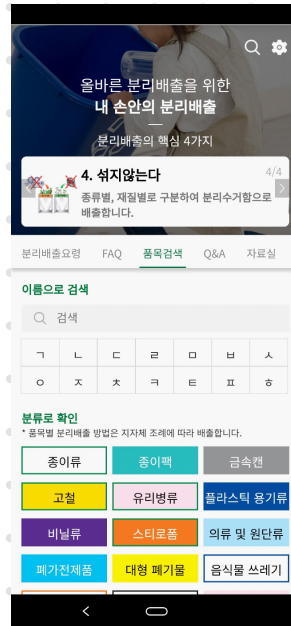 올바른 분리배출을 위한
내 손안의 분리배출
분리배출의 핵심 4가지
4. 섞지않는다
4/4
종류별, 재질별로 구분하여 분리수거함으로
배출합니다.
분리배출요령 FAQ 품목검색 Q&A 자료실
이름으로 검색
검색
ㄱ ㄴ ㄷ ㄹ ㅁ ㅂ ㅅ
ㅇ ㅈ ㅊ ㅋ ㅌ ㅍ ㅎ
분류로 확인
* 품목별 분리배출 방법은 지자체 조례에 따라 배출합니다.
종이류 종이팩 금속캔
고철 유리병류 플라스틱 용기류
비닐류 스티로폼 의류 및 원단류
폐가전제품 대형 폐기물 음식물 쓰레기